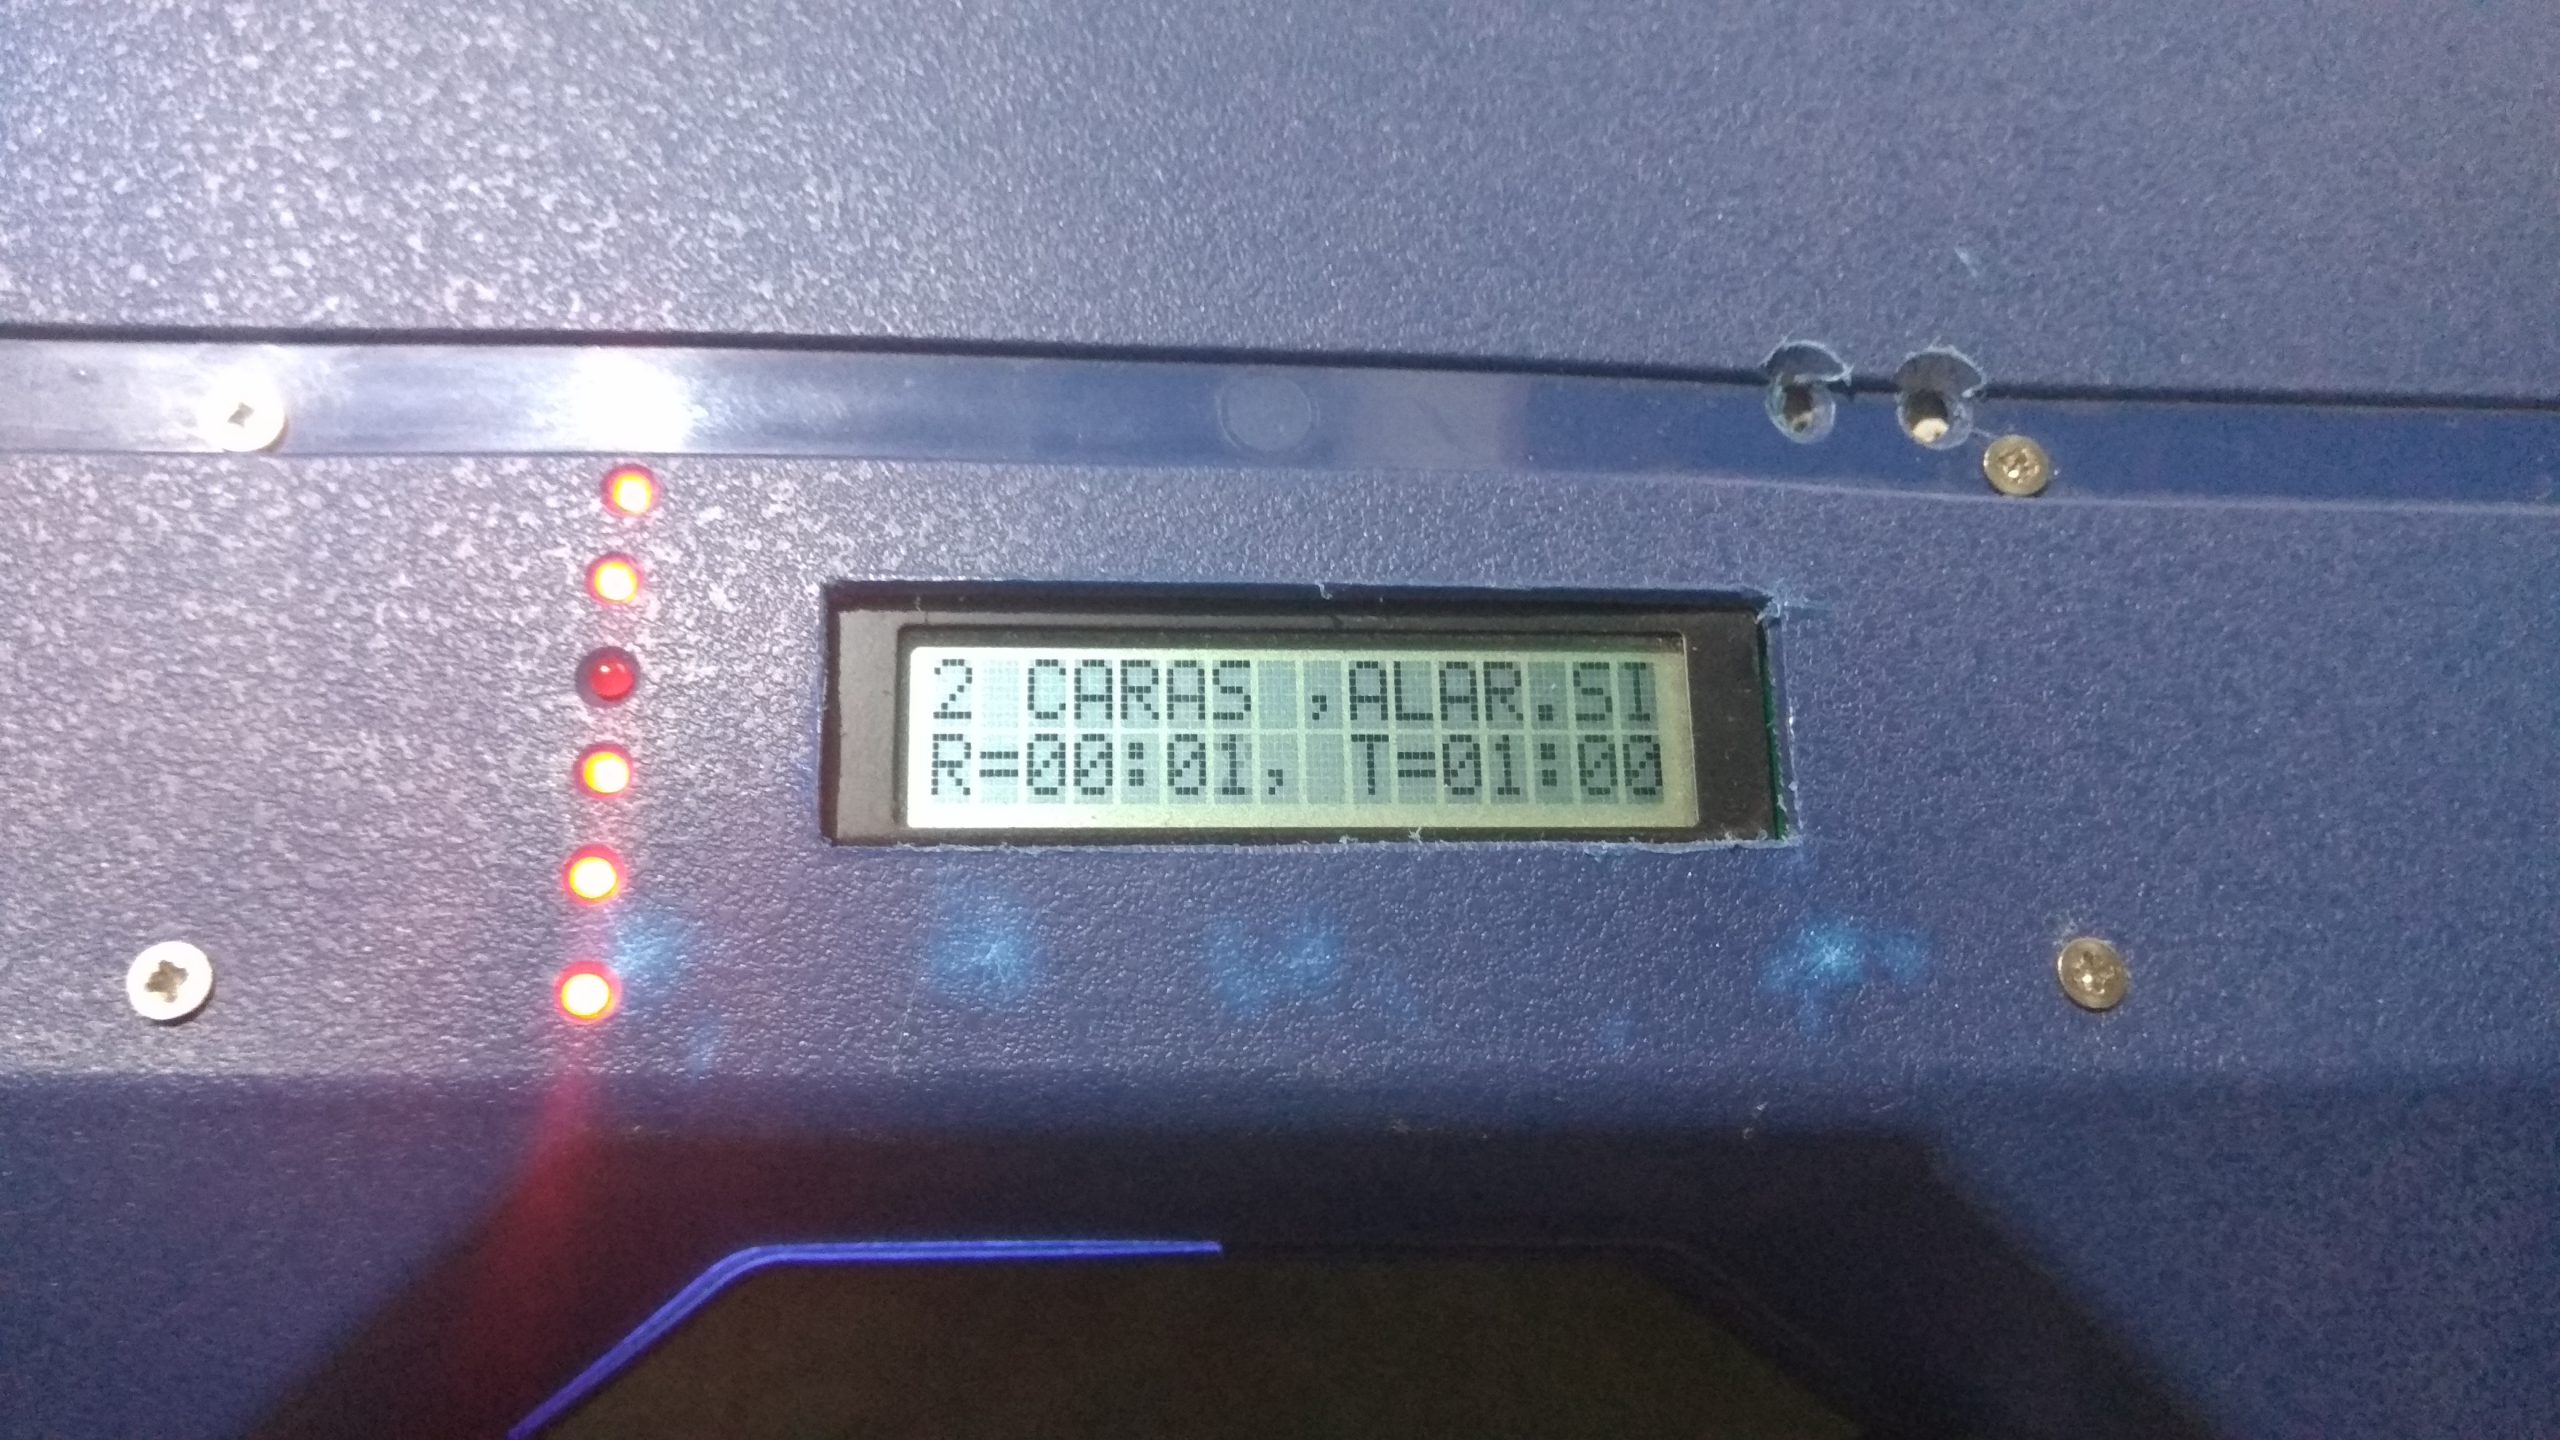 2 CARAS ,ALAR.SI
R=00:01, T=01:00